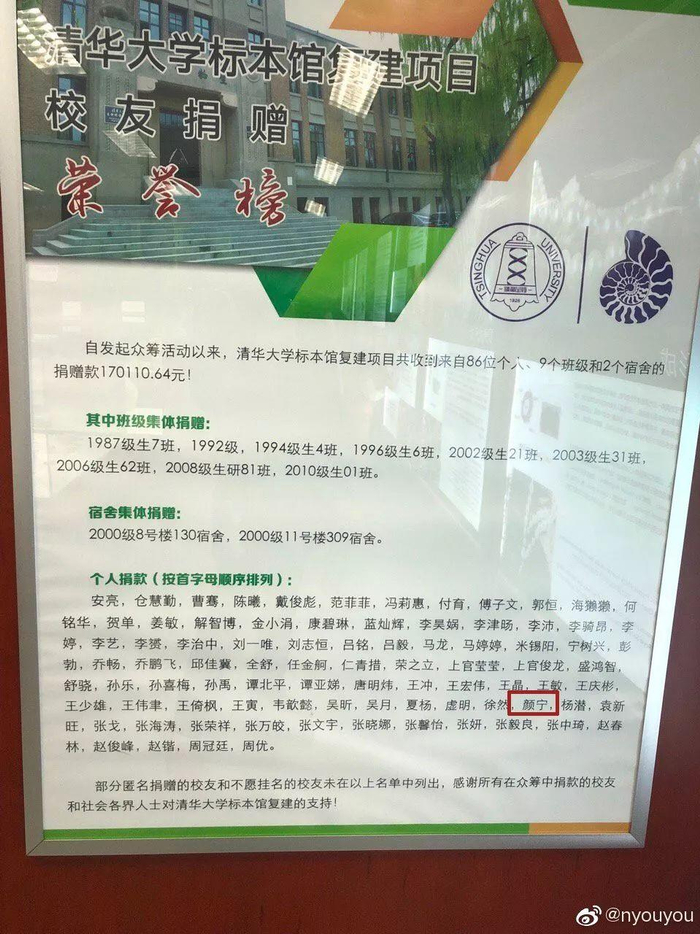 清华大学标本馆复建项目
校友捐赠
荣誉榜
TSINGHUA UNIVERSITY
自发起众筹活动以来，清华大学标本馆复建项目共收到来自86位个人、9个班级和2个宿舍的
捐赠款170110.64元！
其中班级集体捐赠：
1987级生7班，1992级，1994级生4班，1996级生6班，2002级生21班，2003级生31班，
2006级生62班，2008级生研81班，2010级生01班。
宿舍集体捐赠：
2000级8号楼130宿舍，2000级11号楼309宿舍。
个人捐款（按首字母顺序排列）：
安亮，仓慧勤，曹骞，陈曦，戴俊彪，范菲菲，冯莉惠，付育，傅子文，郭恒，海獭獭，何
铭华，贺单，姜敏，解智博，金小涓，康碧琳，蓝灿辉，李昊娲，李津旸，李沛，李骑昂，李
婷，李艺，李赟，李治中，刘一唯，刘志恒，吕铭，吕毅，马龙，马婷婷，米锡阳，宁树兴，彭
勃，乔畅，乔鹏飞，邱佳冀，全舒，任金舸，仁青措，荣之立，上官莹莹，上官俊龙，盛鸿智，
舒骁，孙乐，孙喜梅，孙禹，谭北平，谭亚娣，唐明炜，王冲，王宏伟，王晶，王敏，王庆彬，
王少雄，王伟聿，王倚枫，王寅，韦歆懿，吴昕，吴月，夏杨，虚明，徐然，颜宁，杨潜，袁新
旺，张戈，张海涛，张荣祥，张万皎，张文宇，张晓娜，张馨怡，张妍，张毅良，张中琦，赵春
林，赵俊峰，赵锴，周冠廷，周优。
部分匿名捐赠的校友和不愿挂名的校友未在以上名单中列出，感谢所有在众筹中捐款的校友
和社会各界人士对清华大学标本馆复建的支持！
@nyouyou